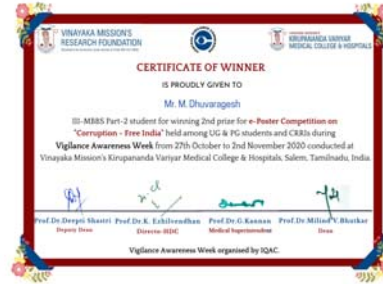 VINAYAKA MISSION'S
RESEARCH FOUNDATION
VINAYAKA MISSION'S
KIRUPANANDA VARIYAR
MEDICAL COLLEGE & HOSPITALS
CERTIFICATE OF WINNER
IS PROUDLY GIVEN TO
Mr. M. Dhuvaragesh
III-MBBS Part-2 student for winning 2nd prize for e-Poster Competition on
"Corruption - Free India" held among UG & PG students and CRRIs during
Vigilance Awareness Week from 27th October to 2nd November 2020 conducted at
Vinayaka Mission's Kirupananda Variyar Medical College & Hospitals, Salem, Tamilnadu, India.
Prof.Dr.Deepti Shastri Prof.Dr.K. Ezhilvendhan Prof.Dr.G.Kannan Prof.Dr.Milind V.Bhutkar
Deputy Dean Director-IEDC Medical Superintendent Dean
Vigilance Awareness Week organised by IQAC.